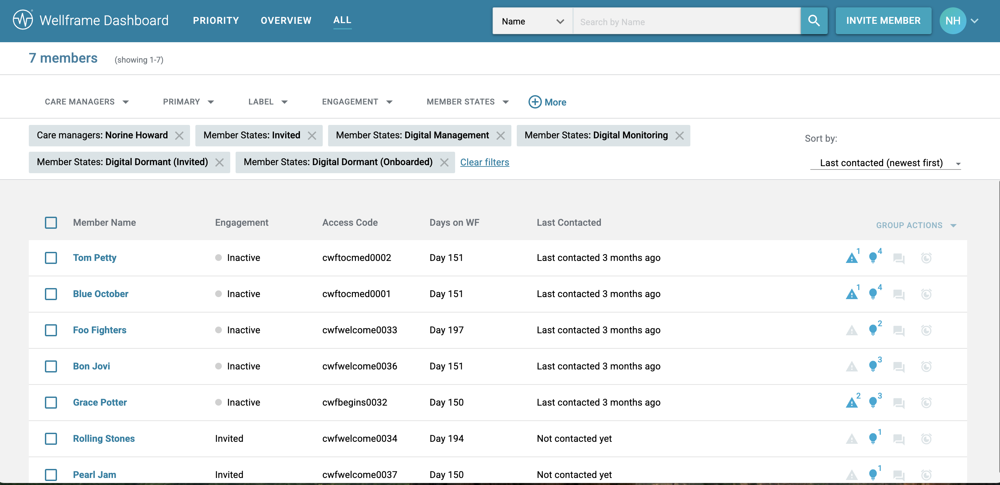 Wellframe Dashboard PRIORITY OVERVIEW ALL Name Search by Name INVITE MEMBER NH
7 members (showing 1-7)
CARE MANAGERS PRIMARY LABEL ENGAGEMENT MEMBER STATES More
Care managers: Norine Howard Member States: Invited Member States: Digital Management Member States: Digital Monitoring
Sort by:
Member States: Digital Dormant (Invited) Member States: Digital Dormant (Onboarded) Clear filters
Last contacted (newest first)
Member Name Engagement Access Code Days on WF Last Contacted GROUP ACTIONS
Tom Petty Inactive cwftocmed0002 Day 151 Last contacted 3 months ago 1 4
Blue October Inactive cwftocmed0001 Day 151 Last contacted 3 months ago 1 4
Foo Fighters Inactive cwfwelcome0033 Day 197 Last contacted 3 months ago 2
Bon Jovi Inactive cwfwelcome0036 Day 151 Last contacted 3 months ago 3
Grace Potter Inactive cwfbegins0032 Day 150 Last contacted 3 months ago 2 3
Rolling Stones Invited cwfwelcome0034 Day 194 Not contacted yet 1
Pearl Jam Invited cwfwelcome0037 Day 150 Not contacted yet 1